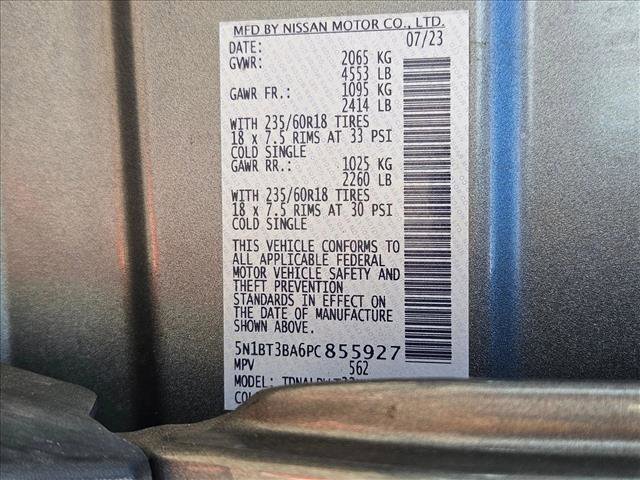 MFD BY NISSAN MOTOR CO., LTD.
DATE: 07/23
GVWR: 2065 KG
4553 LB
GAWR FR.: 1095 KG
2414 LB
WITH 235/60R18 TIRES
18 x 7.5 RIMS AT 33 PSI
COLD SINGLE
GAWR RR.: 1025 KG
2260 LB
WITH 235/60R18 TIRES
18 x 7.5 RIMS AT 30 PSI
COLD SINGLE
THIS VEHICLE CONFORMS TO
ALL APPLICABLE FEDERAL
MOTOR VEHICLE SAFETY AND
THEFT PREVENTION
STANDARDS IN EFFECT ON
THE DATE OF MANUFACTURE
SHOWN ABOVE.
5N1BT3BA6PC855927
MPV 562
MODEL: